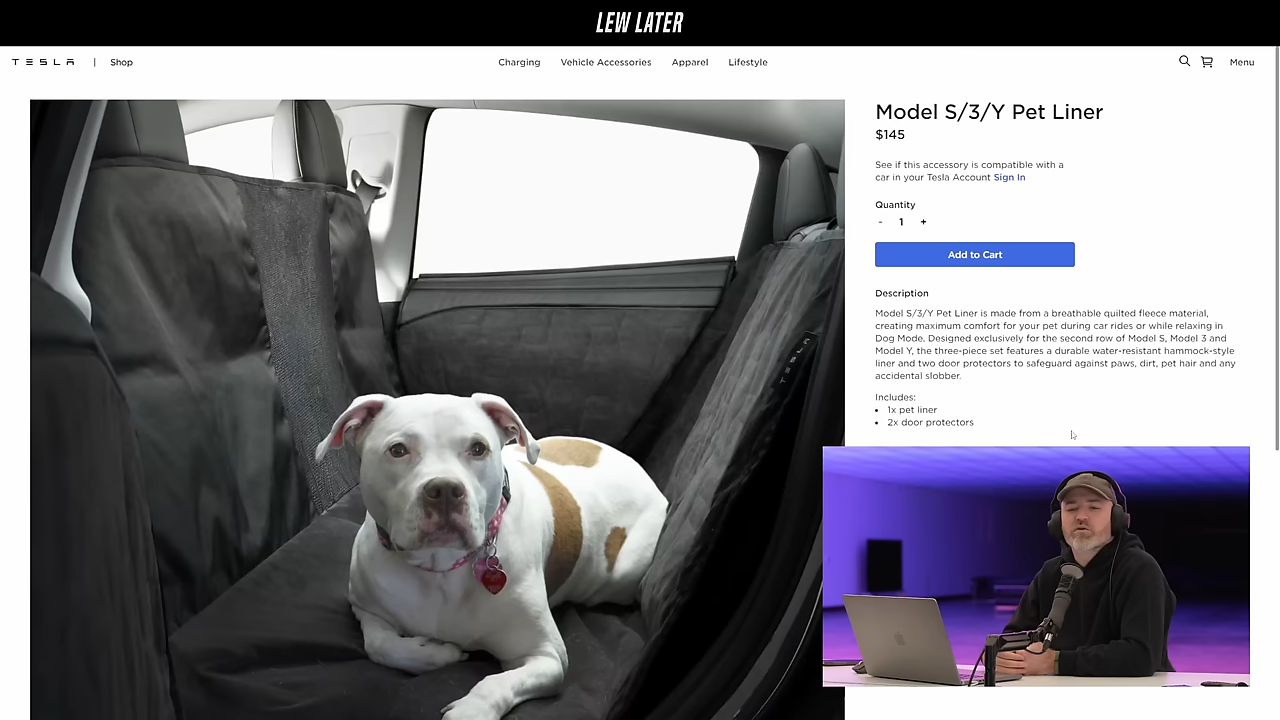 LEW LATER
TESLA | Shop
Charging
Vehicle Accessories
Apparel
Lifestyle
Menu
Model S/3/Y Pet Liner
$145
See if this accessory is compatible with a
car in your Tesla Account Sign In
Quantity
- 1 +
Add to Cart
Description
Model S/3/Y Pet Liner is made from a breathable quilted fleece material,
creating maximum comfort for your pet during car rides or while relaxing in
Dog Mode. Designed exclusively for the second row of Model S, Model 3 and
Model Y, the three-piece set features a durable water-resistant hammock-style
liner and two door protectors to safeguard against paws, dirt, pet hair and any
accidental slobber.
Includes:
• 1x pet liner
• 2x door protectors
TESLA